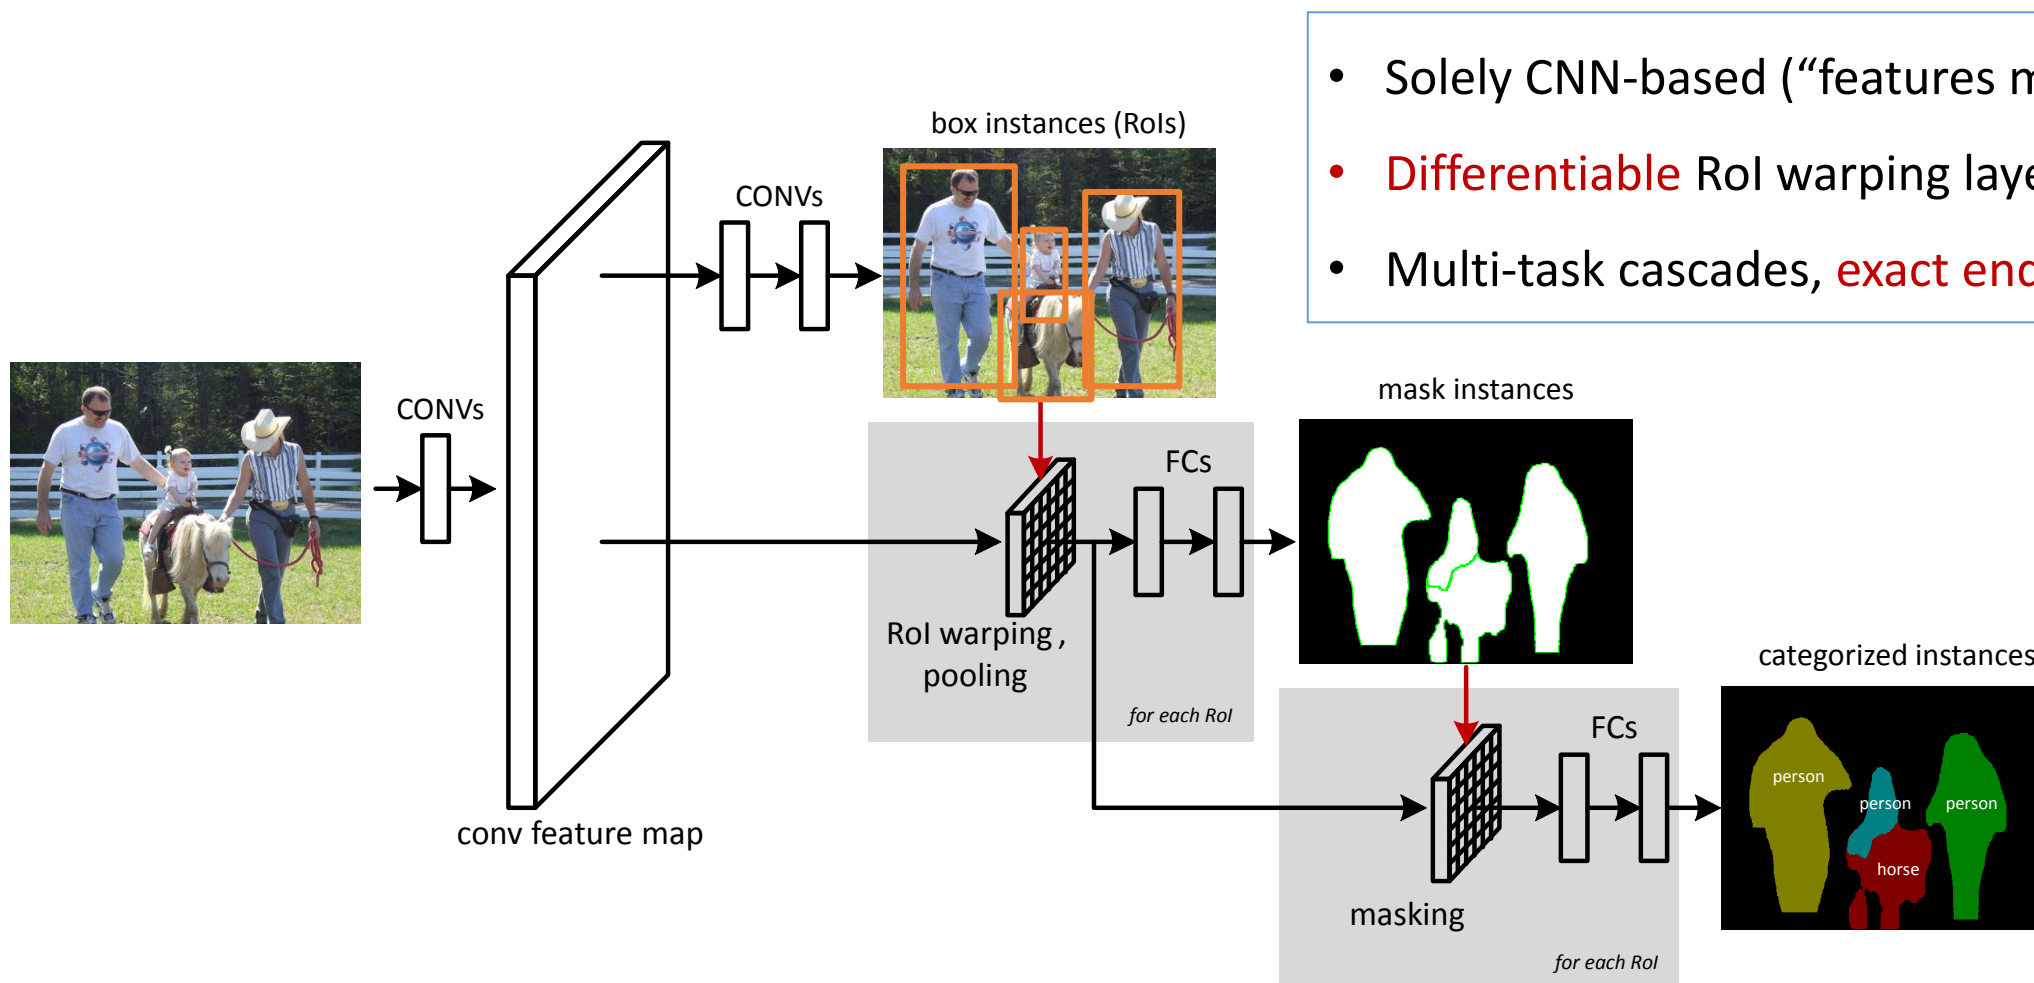 • Solely CNN-based (“features
• Differentiable RoI warping
• Multi-task cascades, exact
box instances (RoIs)
CONVs
CONVs
mask instances
FCs
RoI warping,
pooling
for each RoI
categorized instances
conv feature map
FCs
person
person
person
horse
masking
for each RoI